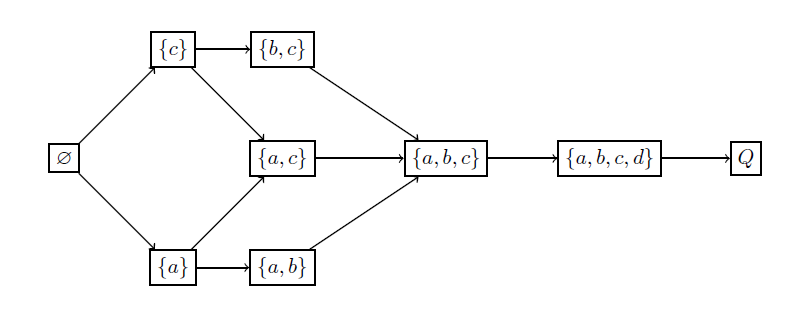 {c} {b, c}
∅ {a, c} {a, b, c} {a, b, c, d} Q
{a} {a, b}